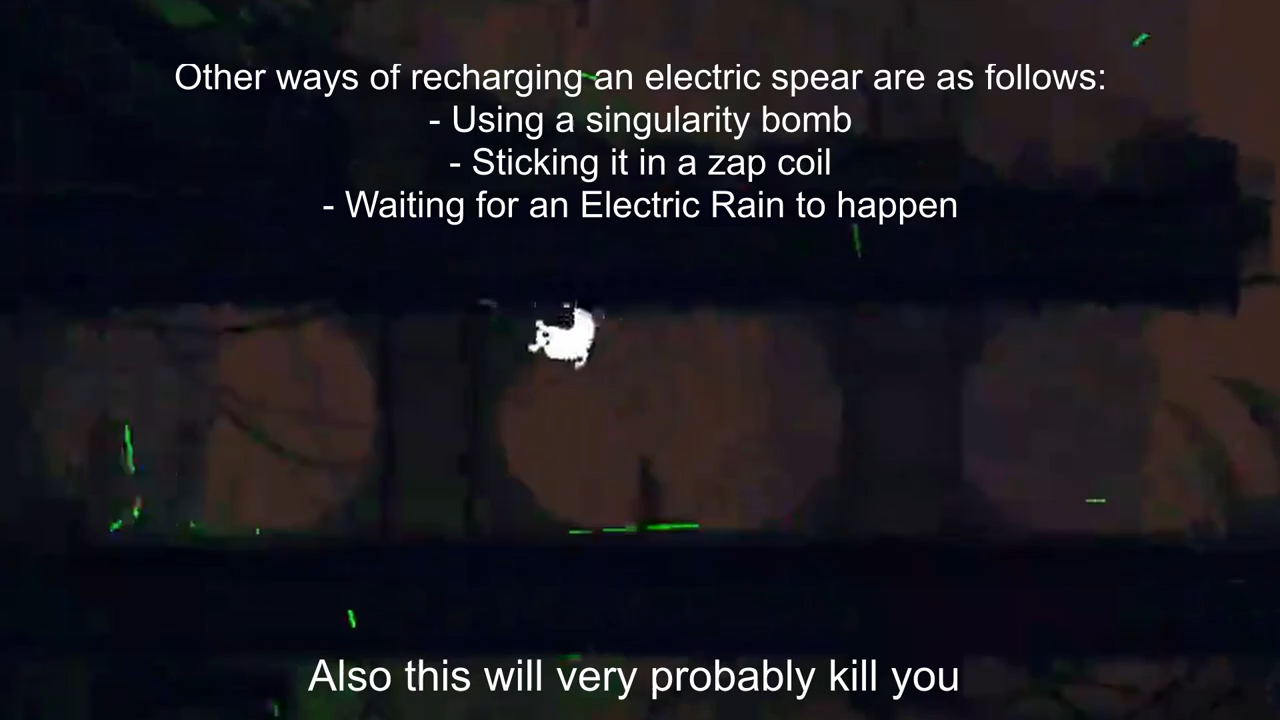 Other ways of recharging an electric spear are as follows:
- Using a singularity bomb
- Sticking it in a zap coil
- Waiting for an Electric Rain to happen
Also this will very probably kill you